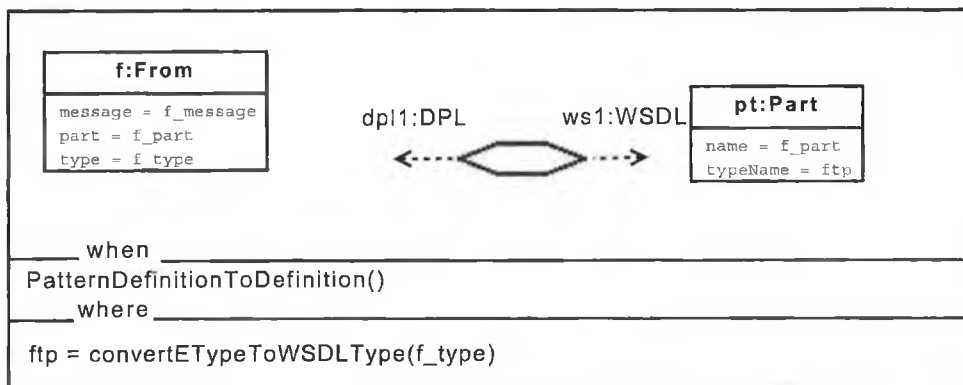 f:From
message = f_message
part = f_part
type = f_type
dpl1:DPL
ws1:WSDL
pt:Part
name = f_part
typeName = ftp
when
PatternDefinitionToDefinition()
where
ftp = convertETypeToWSDLType(f_type)